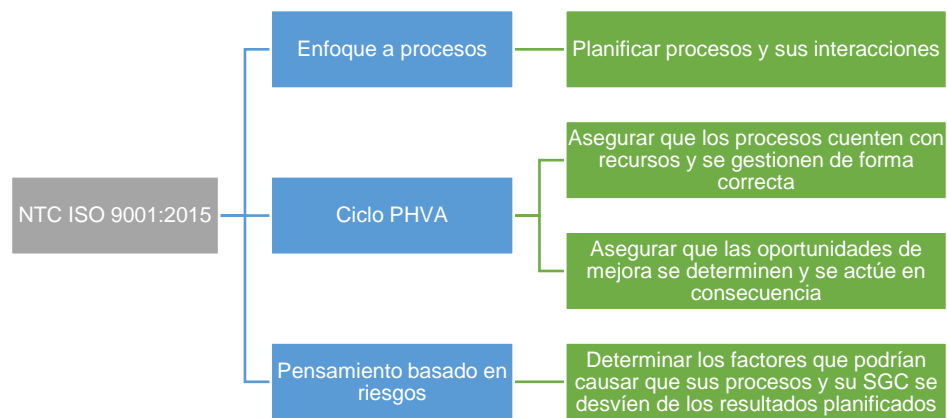 Enfoque a procesos
Planificar procesos y sus interacciones
NTC ISO 9001:2015
Ciclo PHVA
Asegurar que los procesos cuenten con
recursos y se gestionen de forma
correcta
Asegurar que las oportunidades de
mejora se determinen y se actúe en
consecuencia
Pensamiento basado en
riesgos
Determinar los factores que podrían
causar que sus procesos y su SGC se
desvíen de los resultados planificados